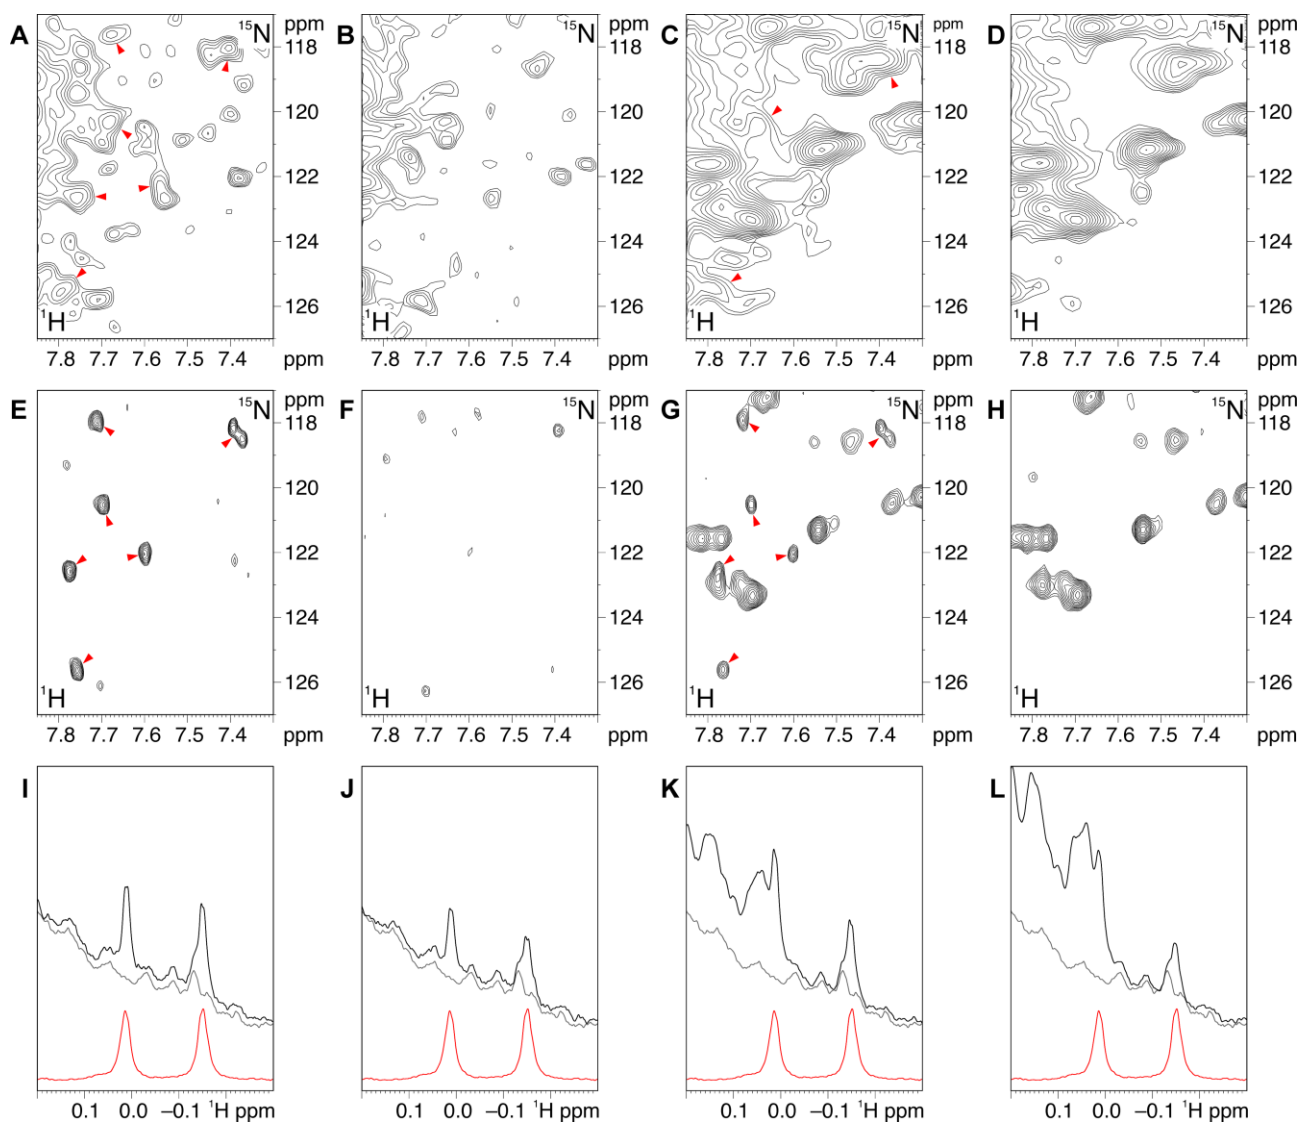 A ¹⁵N ppm 118 120 122 124 126 ¹H 7.8 7.7 7.6 7.5 7.4 ppm
B ¹⁵N ppm 118 120 122 124 126 7.8 7.7 7.6 7.5 7.4 ppm
C ¹⁵N ppm 118 120 122 124 126 ¹H 7.8 7.7 7.6 7.5 7.4 ppm
D ¹⁵N ppm 118 120 122 124 126 7.8 7.7 7.6 7.5 7.4 ppm
E ¹⁵N ppm 118 120 122 124 126 ¹H 7.8 7.7 7.6 7.5 7.4 ppm
F ¹⁵N ppm 118 120 122 124 126 7.8 7.7 7.6 7.5 7.4 ppm
G ¹⁵N ppm 118 120 122 124 126 ¹H 7.8 7.7 7.6 7.5 7.4 ppm
H ¹⁵N ppm 118 120 122 124 126 7.8 7.7 7.6 7.5 7.4 ppm
I 0.1 0.0 –0.1 ¹H ppm
J 0.1 0.0 –0.1 ¹H ppm
K 0.1 0.0 –0.1 ¹H ppm
L 0.1 0.0 –0.1 ¹H ppm